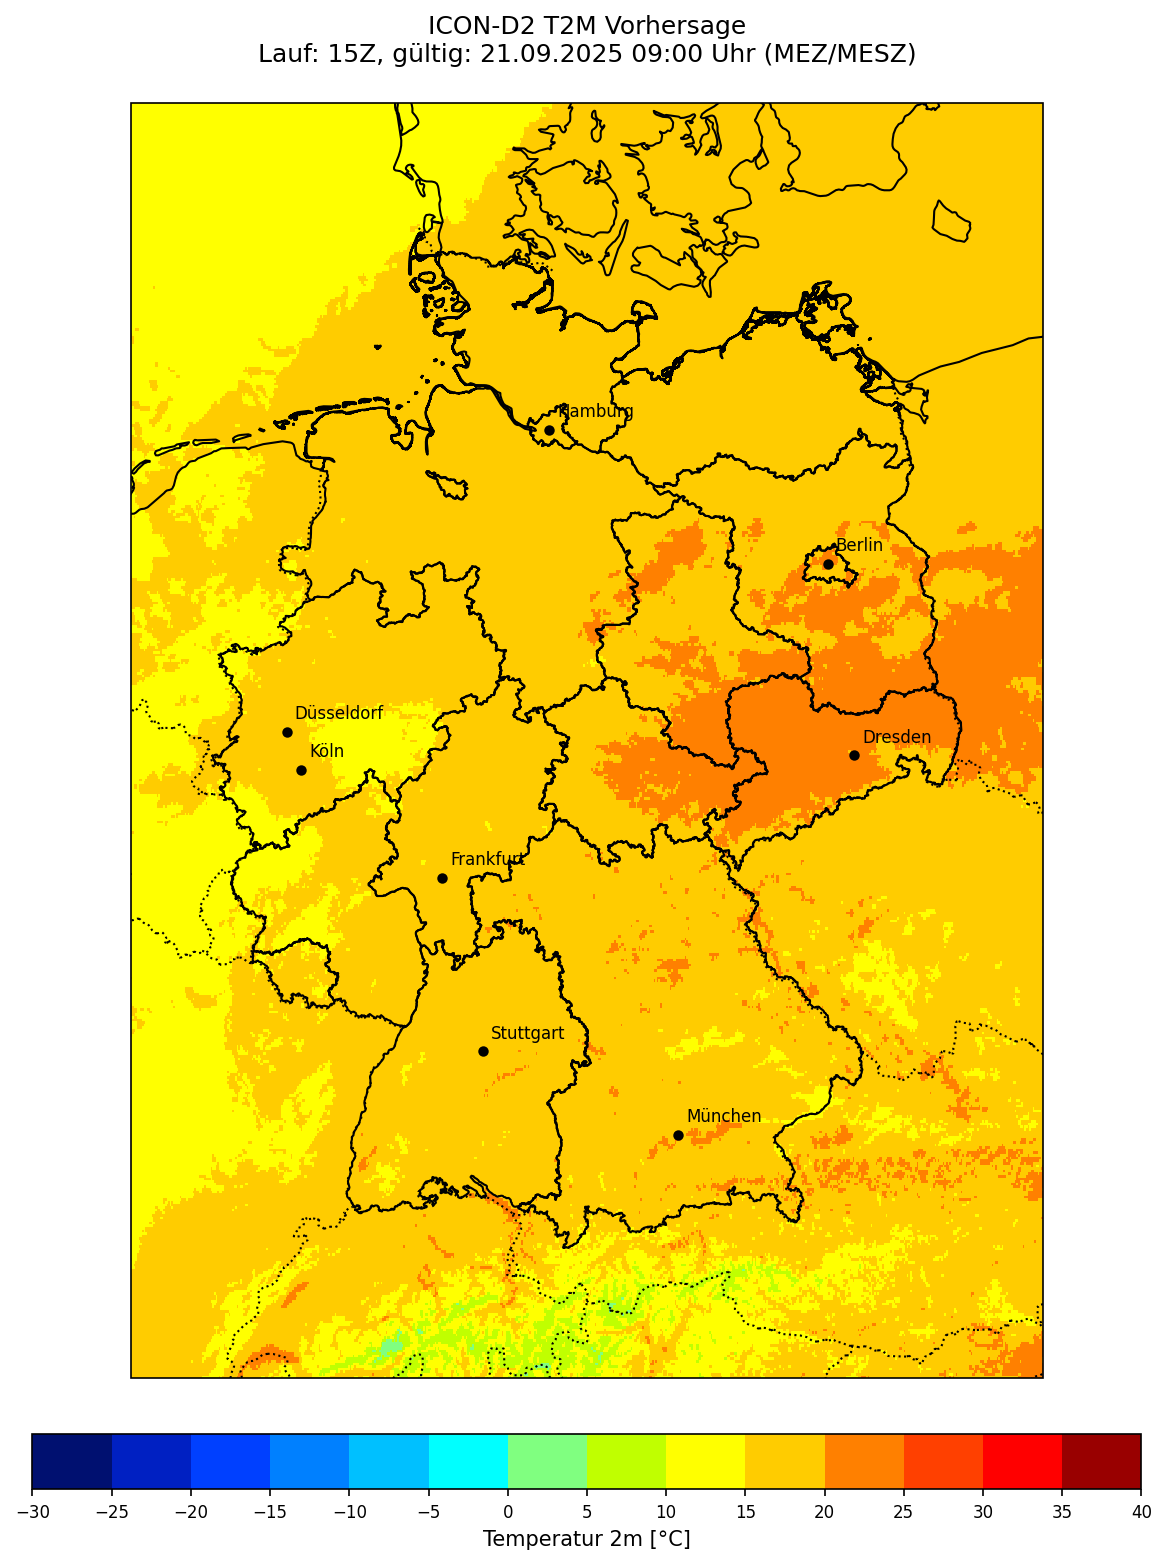 ICON-D2 T2M Vorhersage
Lauf: 15Z, gültig: 21.09.2025 09:00 Uhr (MEZ/MESZ)
Hamburg
Berlin
Düsseldorf
Köln
Dresden
Frankfurt
Stuttgart
München
−30 −25 −20 −15 −10 −5 0 5 10 15 20 25 30 35 40
Temperatur 2m [°C]